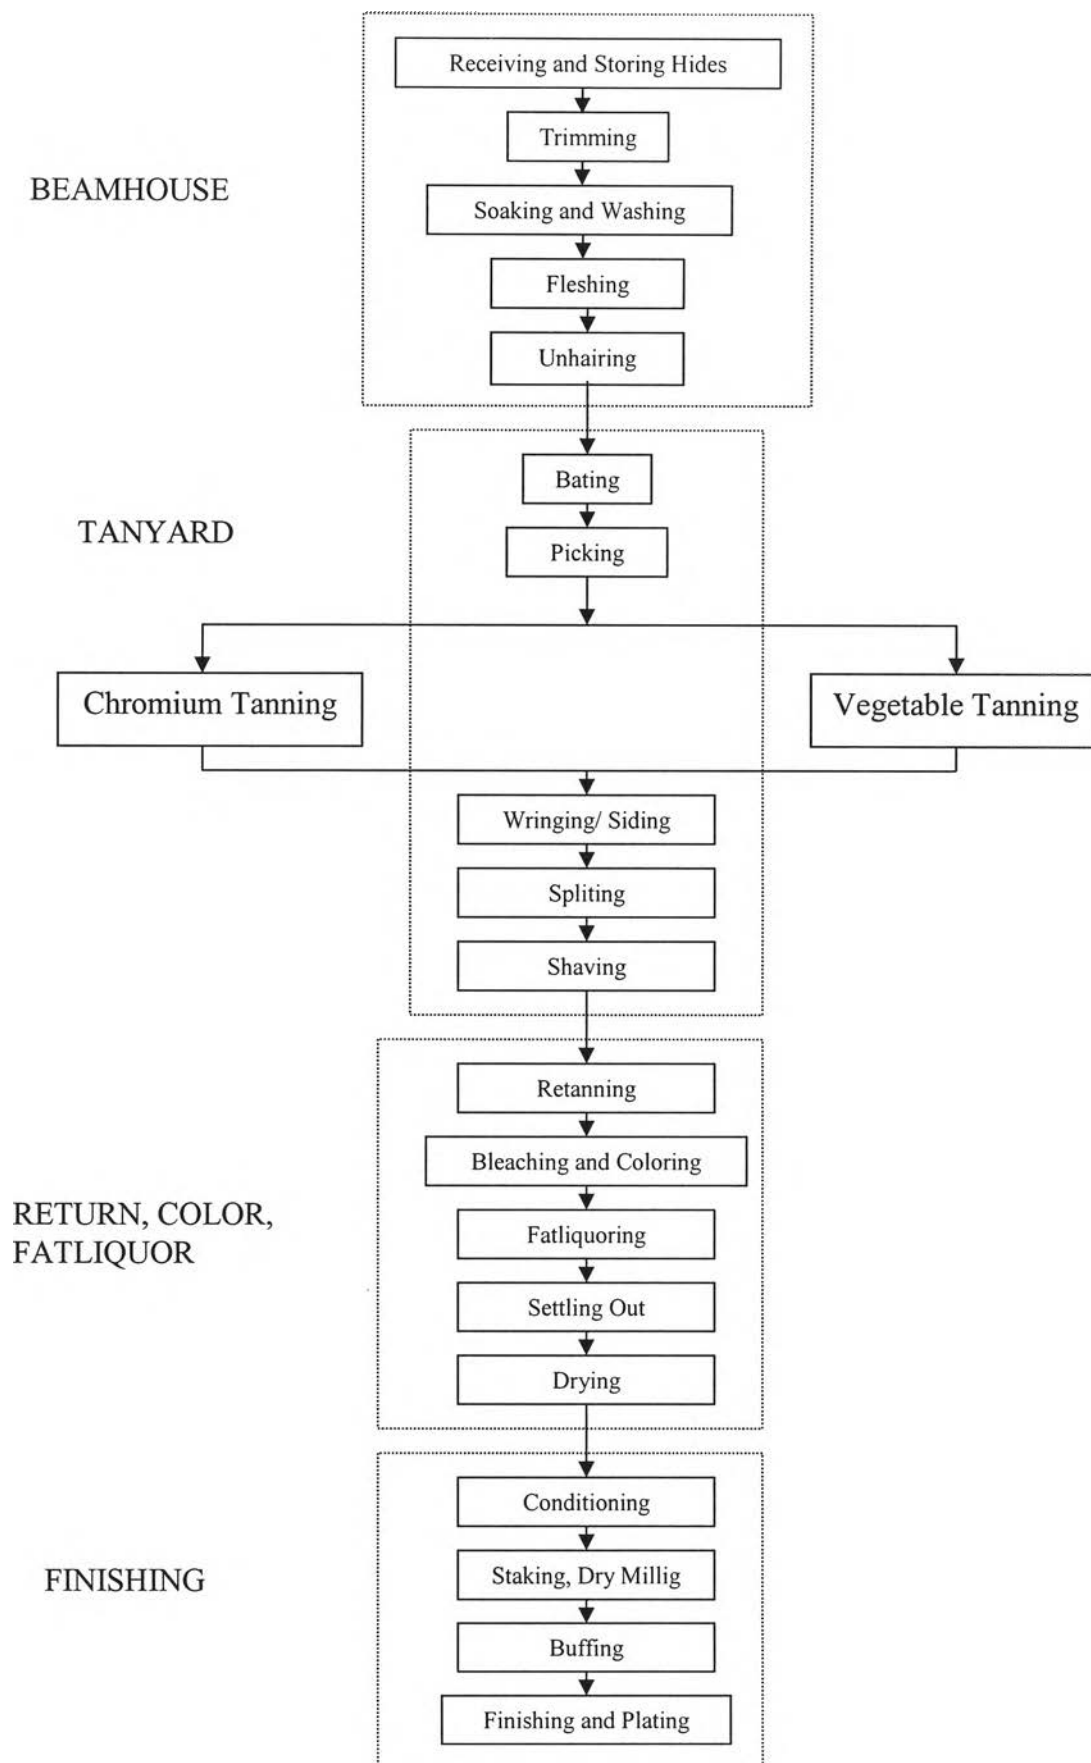 Receiving and Storing Hides
Trimming
BEAMHOUSE
Soaking and Washing
Fleshing
Unhairing
Bating
TANYARD
Picking
Chromium Tanning
Vegetable Tanning
Wringing/ Siding
Spliting
Shaving
Retanning
Bleaching and Coloring
RETURN, COLOR,
FATLIQUOR
Fatliquoring
Settling Out
Drying
Conditioning
FINISHING
Staking, Dry Millig
Buffing
Finishing and Plating